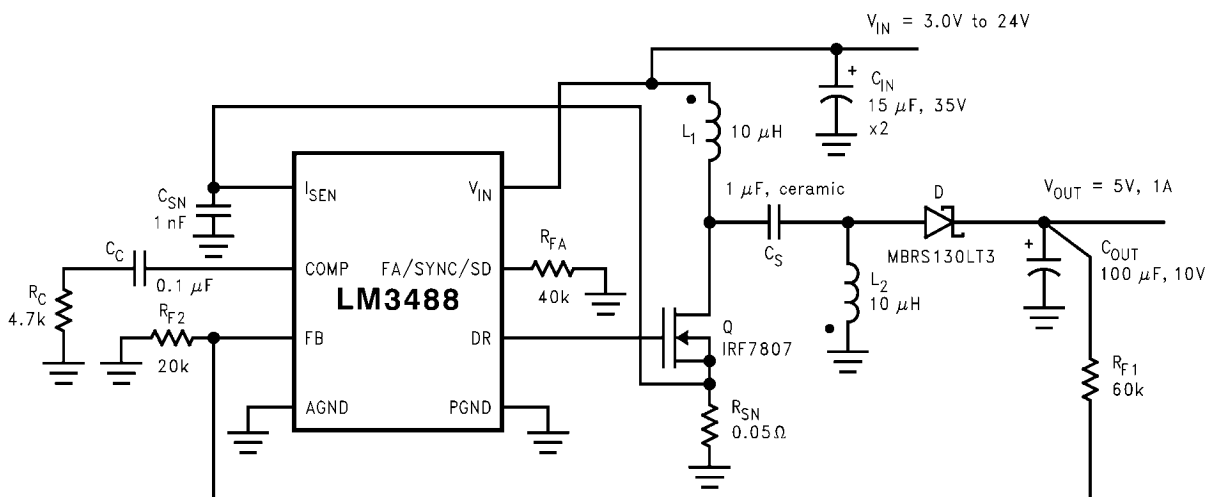 V_IN = 3.0V to 24V
C_IN
15 μF, 35V
x2
+
L_1
10 μH
C_SN
1 nF
I_SEN
V_IN
1 μF, ceramic
C_S
D
MBRS130LT3
V_OUT = 5V, 1A
+
C_OUT
100 μF, 10V
C_C
0.1 μF
COMP
FA/SYNC/SD
R_FA
40k
L_2
10 μH
LM3488
R_C
4.7k
R_F2
20k
FB
DR
Q
IRF7807
R_F1
60k
AGND
PGND
R_SN
0.05Ω